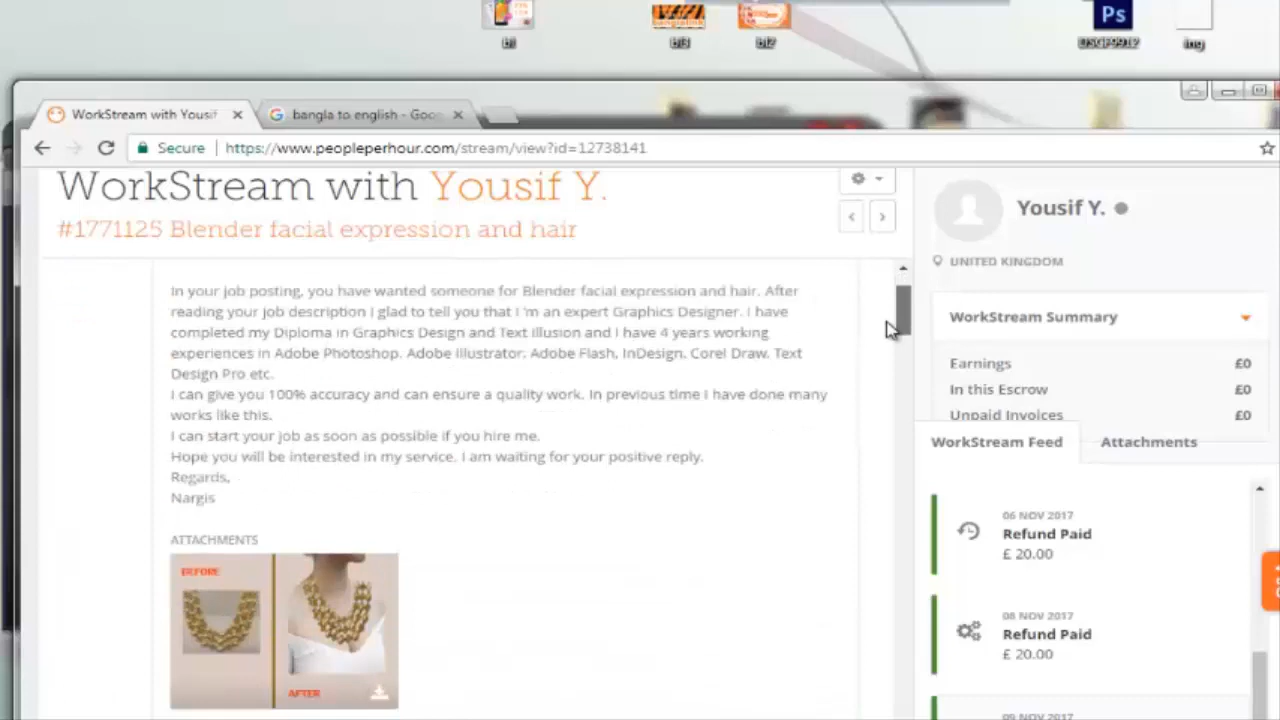 bl
bl3
bl2
Ps
DSCF9912
ing
WorkStream with Yousif
bangla to english - Goo
Secure
https://www.peopleperhour.com/stream/view?id=12738141
WorkStream with Yousif Y.
#1771125 Blender facial expression and hair
In your job posting, you have wanted someone for Blender facial expression and hair. After
reading your job description I glad to tell you that I 'm an expert Graphics Designer. I have
completed my Diploma in Graphics Design and Text Illusion and I have 4 years working
experiences in Adobe Photoshop. Adobe Illustrator. Adobe Flash, InDesign. Corel Draw. Text
Design Pro etc.
I can give you 100% accuracy and can ensure a quality work. In previous time I have done many
works like this.
I can start your job as soon as possible if you hire me.
Hope you will be interested in my service. I am waiting for your positive reply.
Regards,
Nargis
ATTACHMENTS
BEFORE
AFTER
Yousif Y.
UNITED KINGDOM
WorkStream Summary
Earnings £0
In this Escrow £0
Unpaid Invoices £0
WorkStream Feed Attachments
06 NOV 2017
Refund Paid
£ 20.00
08 NOV 2017
Refund Paid
£ 20.00
09 NOV 2017